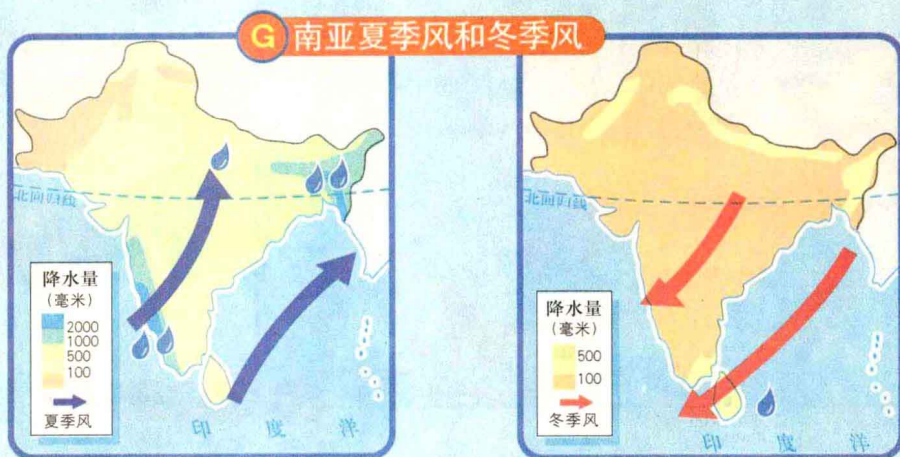 G 南亚夏季风和冬季风
北回归线
降水量
(毫米)
2000
1000
500
100
夏季风
印 度 洋
北回归线
降水量
(毫米)
500
100
冬季风
印 度 洋